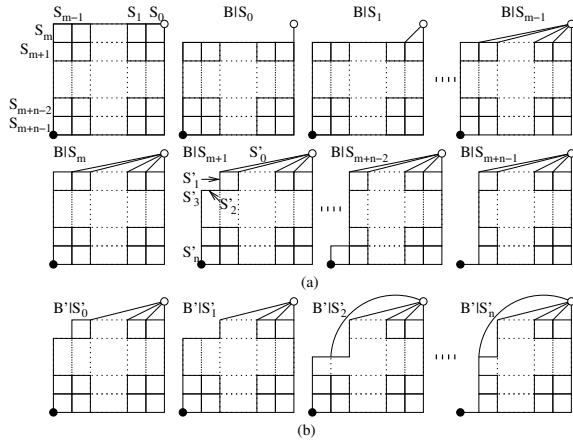 S_{m−1} S_1 S_0 B|S_0 B|S_1 B|S_{m−1}
S_m
S_{m+1}
S_{m+n−2}
S_{m+n−1}
B|S_m B|S_{m+1} S'_0 B|S_{m+n−2} B|S_{m+n−1}
S'_1
S'_3 S'_2
S'_n
(a)
B'|S'_0 B'|S'_1 B'|S'_2 B'|S'_n
(b)